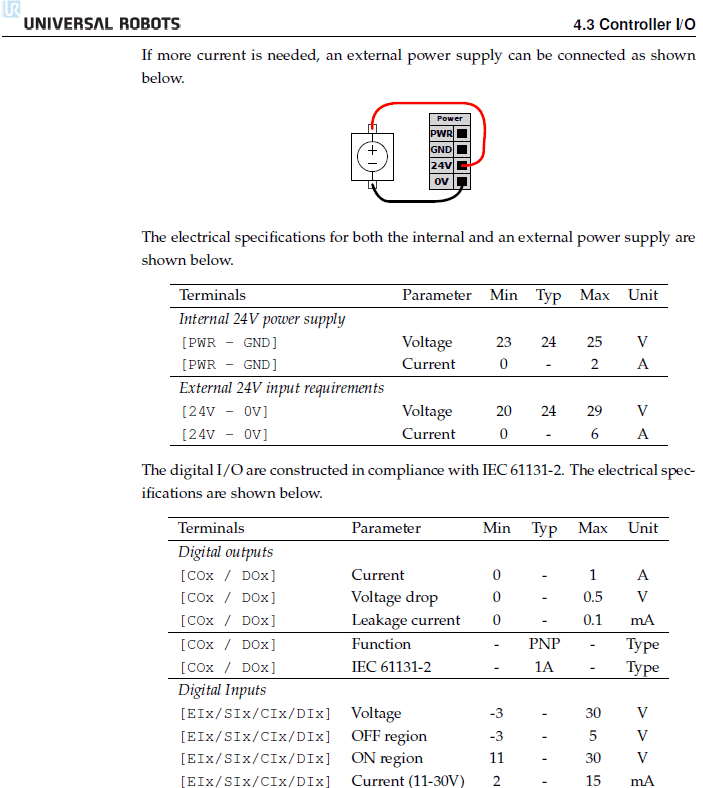 UR
UNIVERSAL ROBOTS
4.3 Controller I/O
If more current is needed, an external power supply can be connected as shown
below.
Power
PWR
GND
24V
0V
The electrical specifications for both the internal and an external power supply are
shown below.
Terminals Parameter Min Typ Max Unit
Internal 24V power supply
[PWR - GND] Voltage 23 24 25 V
[PWR - GND] Current 0 - 2 A
External 24V input requirements
[24V - 0V] Voltage 20 24 29 V
[24V - 0V] Current 0 - 6 A
The digital I/O are constructed in compliance with IEC 61131-2. The electrical spec-
ifications are shown below.
Terminals Parameter Min Typ Max Unit
Digital outputs
[COx / DOx] Current 0 - 1 A
[COx / DOx] Voltage drop 0 - 0.5 V
[COx / DOx] Leakage current 0 - 0.1 mA
[COx / DOx] Function - PNP - Type
[COx / DOx] IEC 61131-2 - 1A - Type
Digital Inputs
[EIx/SIx/CIx/DIx] Voltage -3 - 30 V
[EIx/SIx/CIx/DIx] OFF region -3 - 5 V
[EIx/SIx/CIx/DIx] ON region 11 - 30 V
[EIx/SIx/CIx/DIx] Current (11-30V) 2 - 15 mA